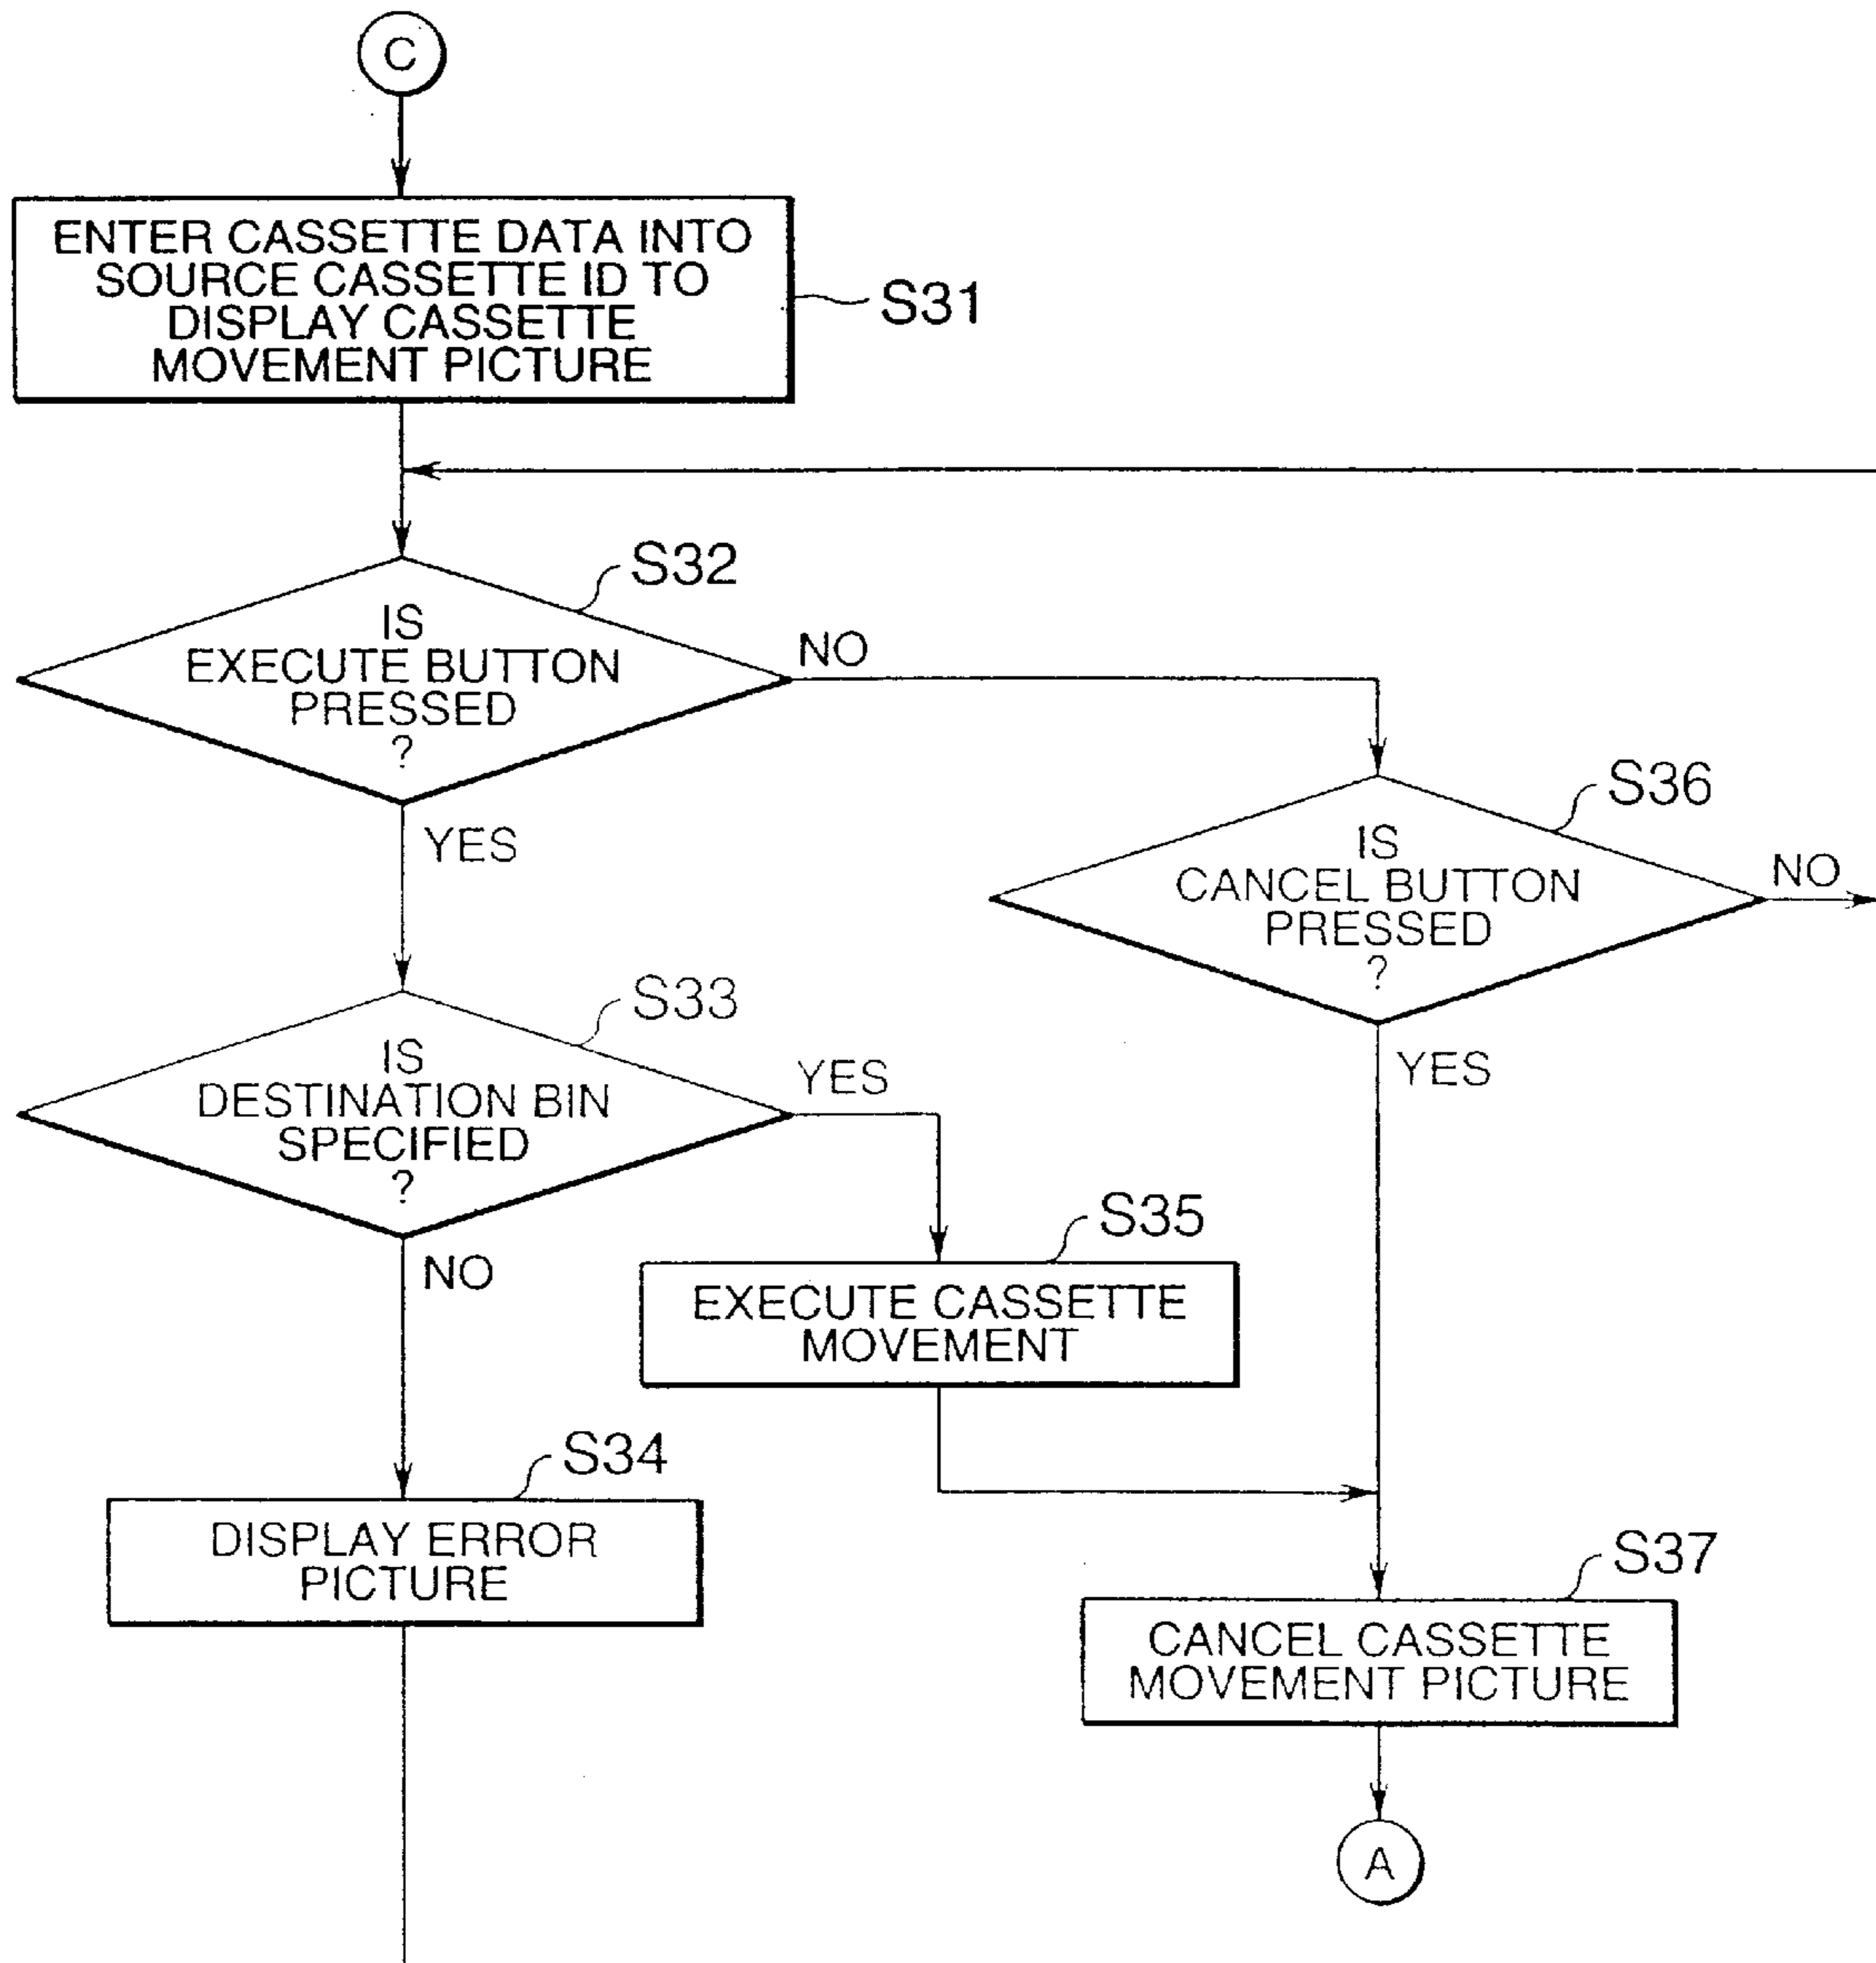 C
ENTER CASSETTE DATA INTO
SOURCE CASSETTE ID TO
DISPLAY CASSETTE
MOVEMENT PICTURE
S31
S32
IS
EXECUTE BUTTON
PRESSED
?
NO
YES
S36
IS
CANCEL BUTTON
PRESSED
?
NO
YES
S33
IS
DESTINATION BIN
SPECIFIED
?
YES
NO
S35
EXECUTE CASSETTE
MOVEMENT
S34
DISPLAY ERROR
PICTURE
S37
CANCEL CASSETTE
MOVEMENT PICTURE
A